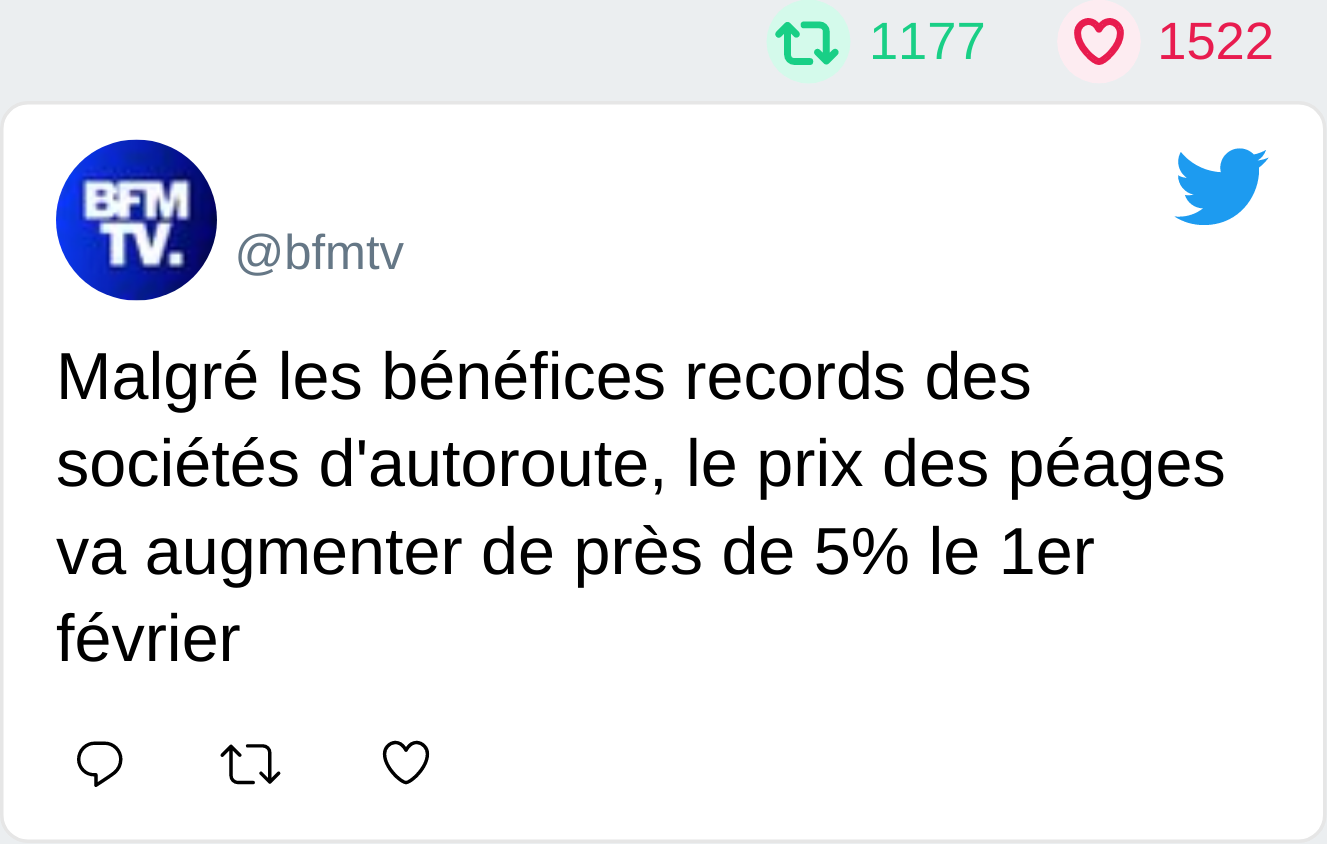 1177 1522
BFM
TV.
@bfmtv
Malgré les bénéfices records des
sociétés d'autoroute, le prix des péages
va augmenter de près de 5% le 1er
février